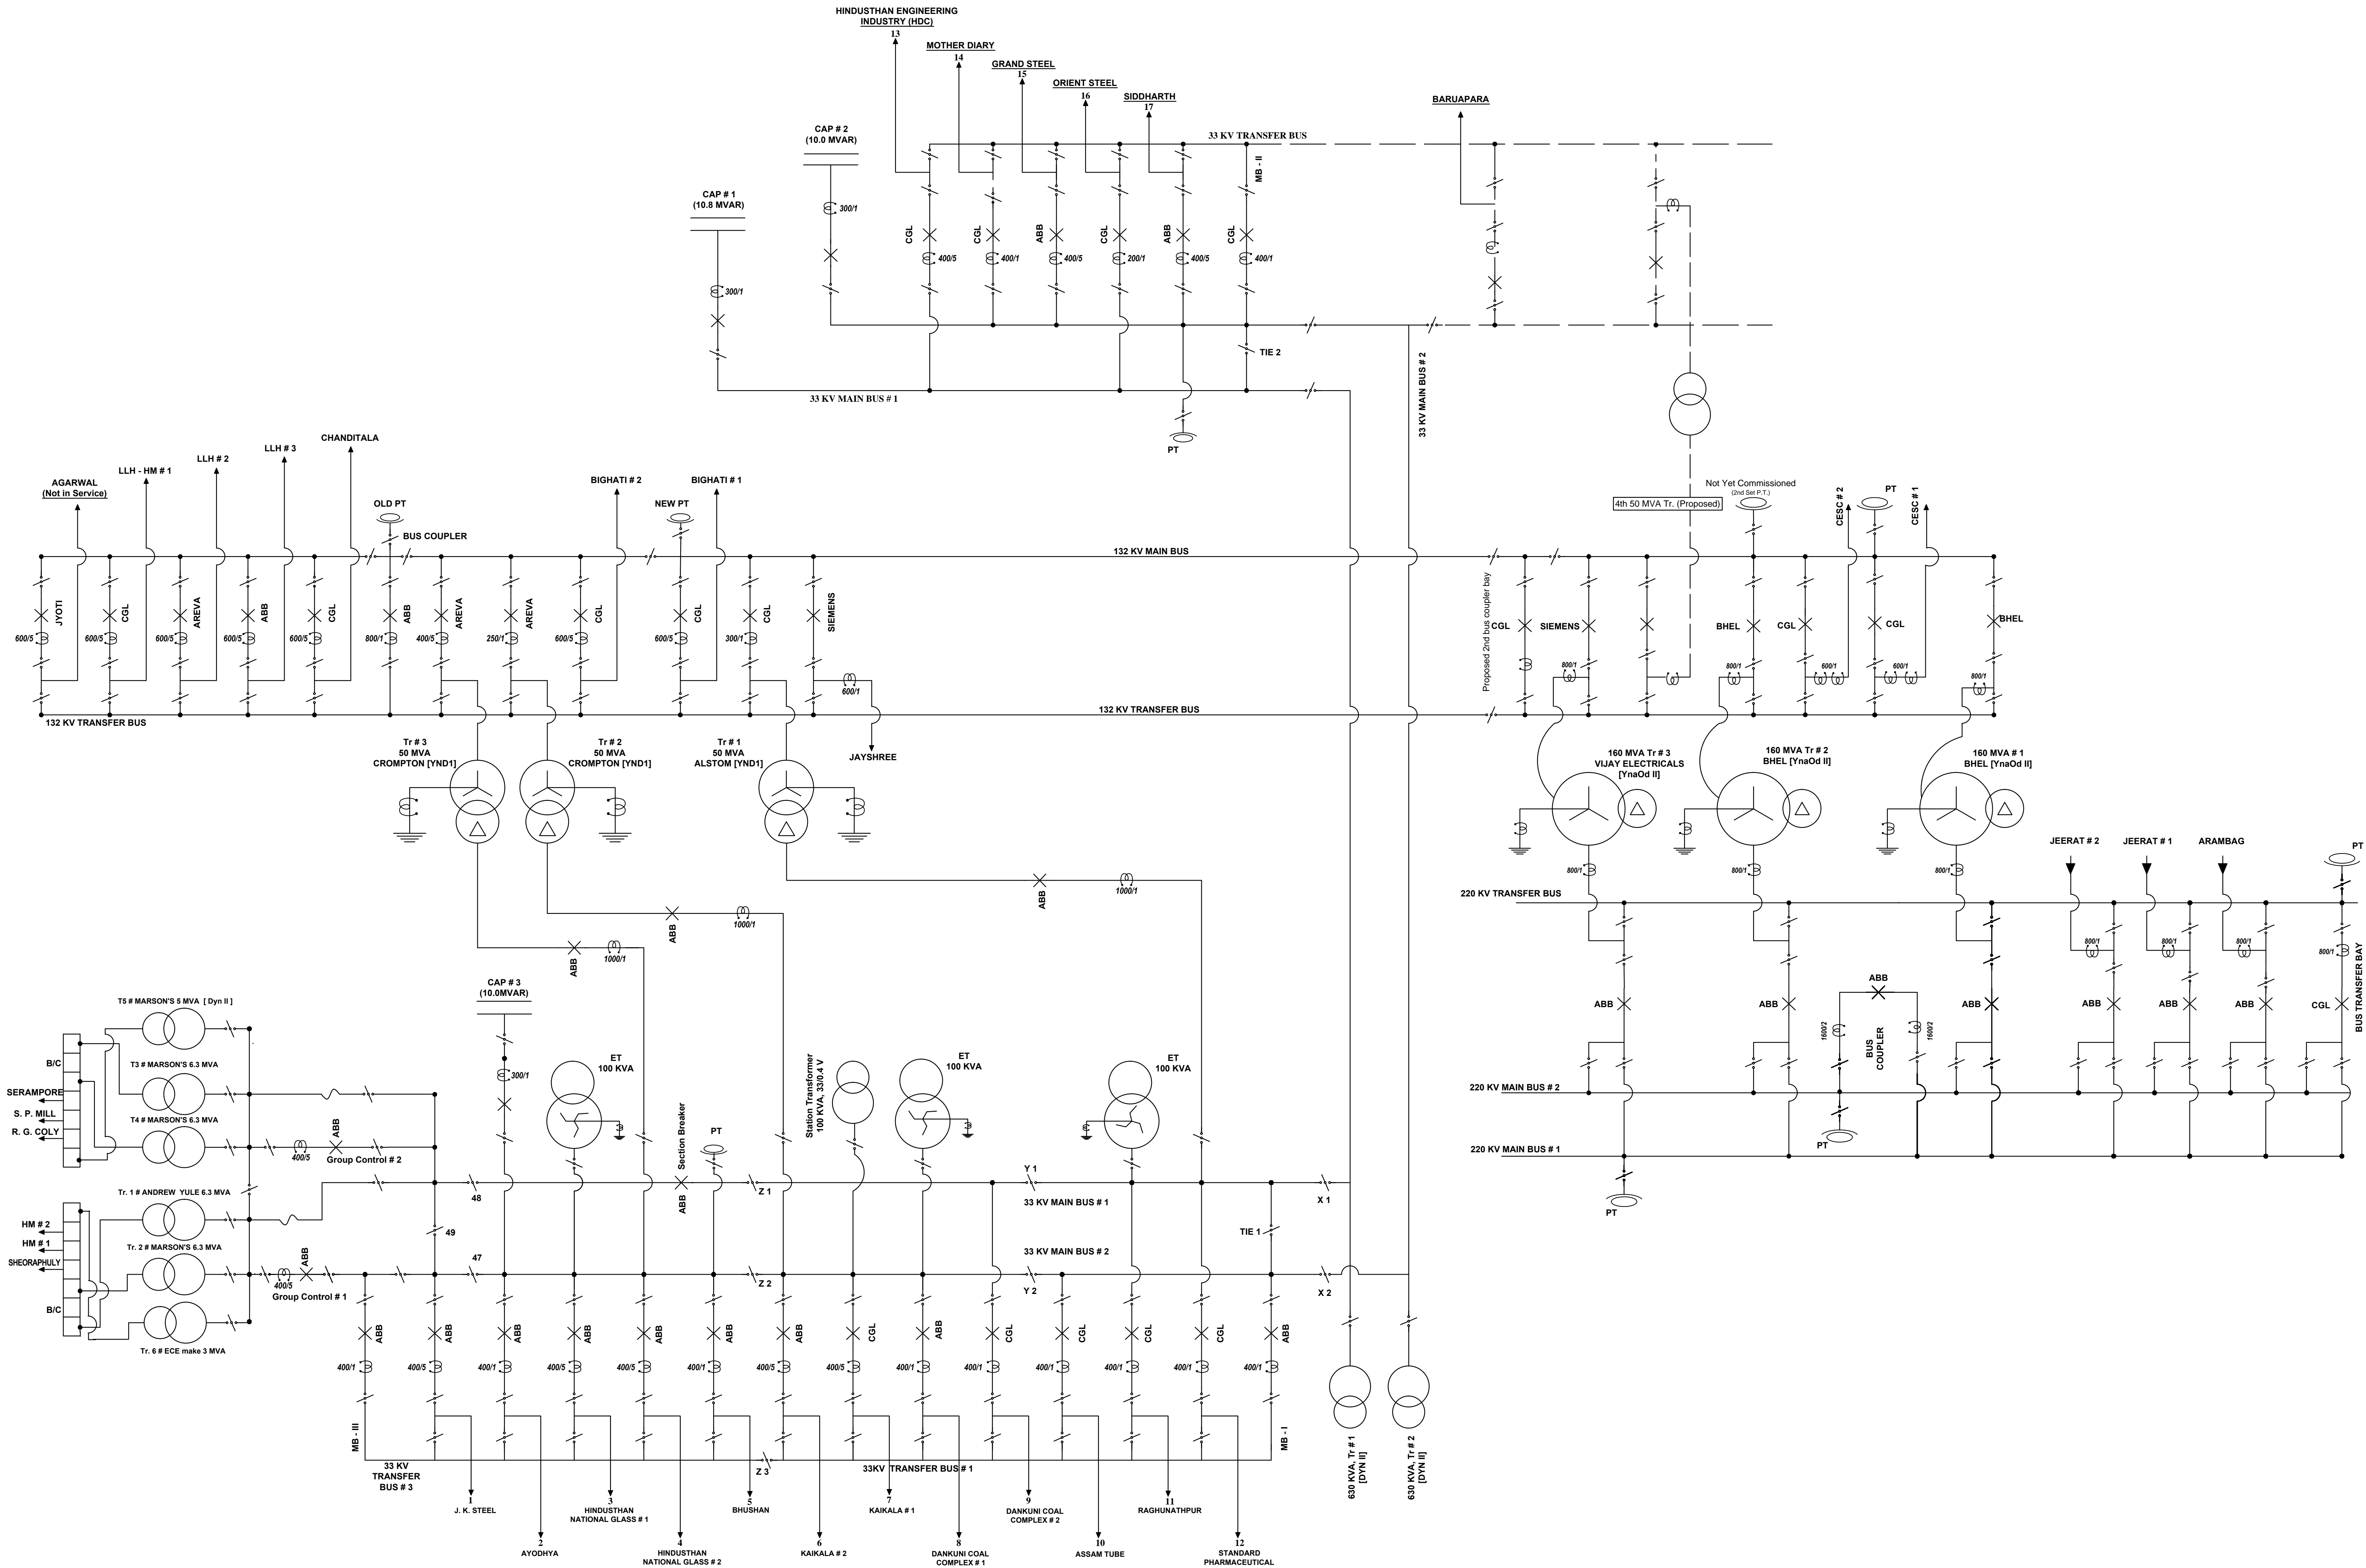 HINDUSTHAN ENGINEERING
INDUSTRY (HDC)
13
MOTHER DIARY
14
GRAND STEEL
15
ORIENT STEEL
16
SIDDHARTH
17
BARUAPARA
CAP # 2
(10.0 MVAR)
33 KV TRANSFER BUS
MB - II
CAP # 1
(10.8 MVAR)
300/1
CGL
CGL
ABB
CGL
ABB
CGL
400/5
400/1
400/5
200/1
400/5
400/1
300/1
TIE 2
33 KV MAIN BUS # 2
33 KV MAIN BUS # 1
PT
CHANDITALA
LLH # 3
LLH # 2
LLH - HM # 1
AGARWAL
(Not in Service)
OLD PT
BUS COUPLER
BIGHATI # 2
NEW PT
BIGHATI # 1
4th 50 MVA Tr. (Proposed)
Not Yet Commissioned
(2nd Set P.T.)
CESC # 2
PT
CESC # 1
132 KV MAIN BUS
JYOTI
CGL
AREVA
ABB
CGL
ABB
AREVA
AREVA
CGL
CGL
CGL
SIEMENS
600/5
600/5
600/5
600/5
600/5
800/1
400/5
250/1
600/5
600/5
300/1
Proposed 2nd bus coupler bay
CGL
SIEMENS
BHEL
CGL
CGL
BHEL
800/1
800/1
600/1
600/1
800/1
600/1
132 KV TRANSFER BUS
132 KV TRANSFER BUS
JAYSHREE
Tr # 3
50 MVA
CROMPTON [YND1]
Tr # 2
50 MVA
CROMPTON [YND1]
Tr # 1
50 MVA
ALSTOM [YND1]
160 MVA Tr # 3
VIJAY ELECTRICALS
[YnaOd II]
160 MVA Tr # 2
BHEL [YnaOd II]
160 MVA # 1
BHEL [YnaOd II]
JEERAT # 2
JEERAT # 1
ARAMBAG
PT
800/1
800/1
800/1
220 KV TRANSFER BUS
ABB
1000/1
ABB
1000/1
ABB
1000/1
800/1
800/1
800/1
800/1
BUS TRANSFER BAY
ABB
ABB
ABB
ABB
ABB
ABB
ABB
CGL
1600/2
BUS
COUPLER
1600/2
220 KV MAIN BUS # 2
PT
220 KV MAIN BUS # 1
PT
CAP # 3
(10.0MVAR)
300/1
T5 # MARSON'S 5 MVA [ Dyn II ]
B/C
T3 # MARSON'S 6.3 MVA
SERAMPORE
S. P. MILL
T4 # MARSON'S 6.3 MVA
R. G. COLY
400/5
ABB
Group Control # 2
ET
100 KVA
Station Transformer
100 KVA, 33/0.4 V
ET
100 KVA
ET
100 KVA
Section Breaker
ABB
PT
Tr. 1 # ANDREW YULE 6.3 MVA
HM # 2
HM # 1
SHEORAPHULY
Tr. 2 # MARSON'S 6.3 MVA
400/5
ABB
Group Control # 1
B/C
Tr. 6 # ECE make 3 MVA
48
49
47
Z 1
Z 2
Y 1
33 KV MAIN BUS # 1
33 KV MAIN BUS # 2
Y 2
TIE 1
X 1
X 2
ABB
ABB
ABB
ABB
ABB
ABB
ABB
CGL
ABB
CGL
CGL
CGL
CGL
ABB
400/1
400/5
400/1
400/5
400/5
400/1
400/5
400/1
400/1
400/1
400/1
400/1
400/1
400/1
MB - III
MB - I
33 KV
TRANSFER
BUS # 3
Z 3
33KV TRANSFER BUS # 1
630 KVA, Tr # 1
[DYN II]
630 KVA, Tr # 2
[DYN II]
1
J. K. STEEL
3
HINDUSTHAN
NATIONAL GLASS # 1
5
BHUSHAN
7
KAIKALA # 1
9
DANKUNI COAL
COMPLEX # 2
11
RAGHUNATHPUR
2
AYODHYA
4
HINDUSTHAN
NATIONAL GLASS # 2
6
KAIKALA # 2
8
DANKUNI COAL
COMPLEX # 1
10
ASSAM TUBE
12
STANDARD
PHARMACEUTICAL